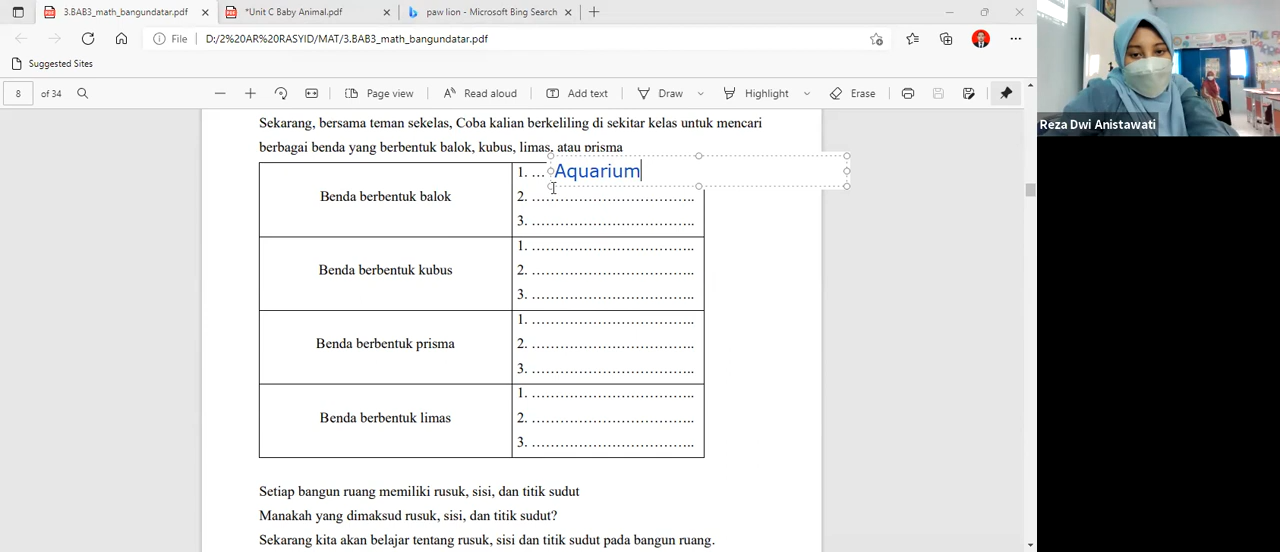 3.BAB3_math_bangundatar.pdf
*Unit C Baby Animal.pdf
paw lion - Microsoft Bing Search
File
D:/2%20AR%20RASYID/MAT/3.BAB3_math_bangundatar.pdf
Suggested Sites
8 of 34
Page view
Read aloud
Add text
Draw
Highlight
Erase
Reza Dwi Anistawati
Sekarang, bersama teman sekelas, Coba kalian berkeliling di sekitar kelas untuk mencari
berbagai benda yang berbentuk balok, kubus, limas, atau prisma
Benda berbentuk balok
1. … Aquarium
2. ……………………………..
3. ……………………………..
Benda berbentuk kubus
1. ……………………………..
2. ……………………………..
3. ……………………………..
Benda berbentuk prisma
1. ……………………………..
2. ……………………………..
3. ……………………………..
Benda berbentuk limas
1. ……………………………..
2. ……………………………..
3. ……………………………..
Setiap bangun ruang memiliki rusuk, sisi, dan titik sudut
Manakah yang dimaksud rusuk, sisi, dan titik sudut?
Sekarang kita akan belajar tentang rusuk, sisi dan titik sudut pada bangun ruang.